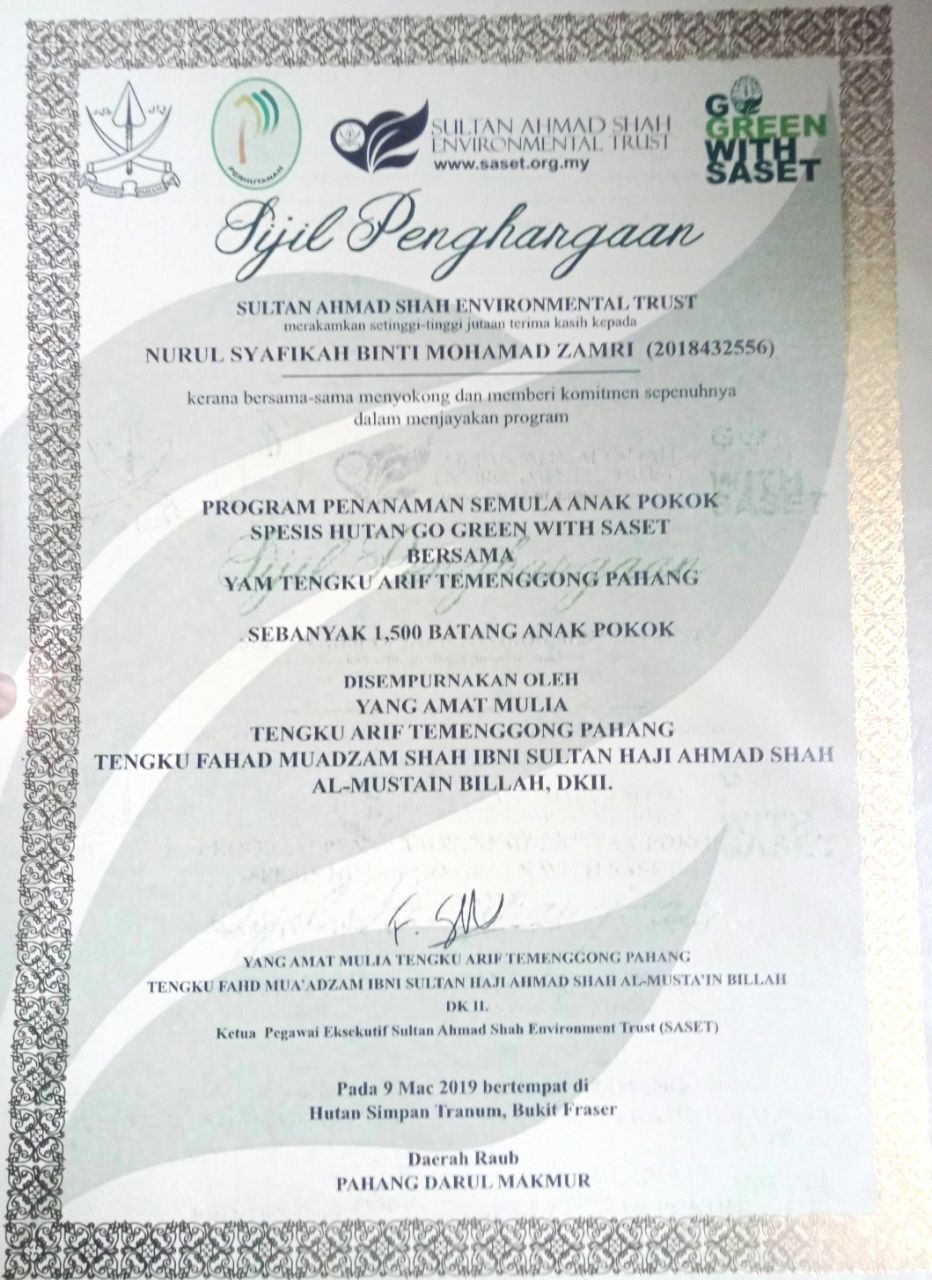 PERHUTANAN
SULTAN AHMAD SHAH
ENVIRONMENTAL TRUST
www.saset.org.my
GO
GREEN
WITH
SASET
Sijil Penghargaan
SULTAN AHMAD SHAH ENVIRONMENTAL TRUST
merakamkan setinggi-tinggi jutaan terima kasih kepada
NURUL SYAFIKAH BINTI MOHAMAD ZAMRI (2018432556)
kerana bersama-sama menyokong dan memberi komitmen sepenuhnya
dalam menjayakan program
PROGRAM PENANAMAN SEMULA ANAK POKOK
SPESIS HUTAN GO GREEN WITH SASET
BERSAMA
YAM TENGKU ARIF TEMENGGONG PAHANG
SEBANYAK 1,500 BATANG ANAK POKOK
DISEMPURNAKAN OLEH
YANG AMAT MULIA
TENGKU ARIF TEMENGGONG PAHANG
TENGKU FAHAD MUADZAM SHAH IBNI SULTAN HAJI AHMAD SHAH
AL-MUSTAIN BILLAH, DKII.
YANG AMAT MULIA TENGKU ARIF TEMENGGONG PAHANG
TENGKU FAHD MUA'ADZAM IBNI SULTAN HAJI AHMAD SHAH AL-MUSTA'IN BILLAH
DK II.
Ketua Pegawai Eksekutif Sultan Ahmad Shah Environment Trust (SASET)
Pada 9 Mac 2019 bertempat di
Hutan Simpan Tranum, Bukit Fraser
Daerah Raub
PAHANG DARUL MAKMUR